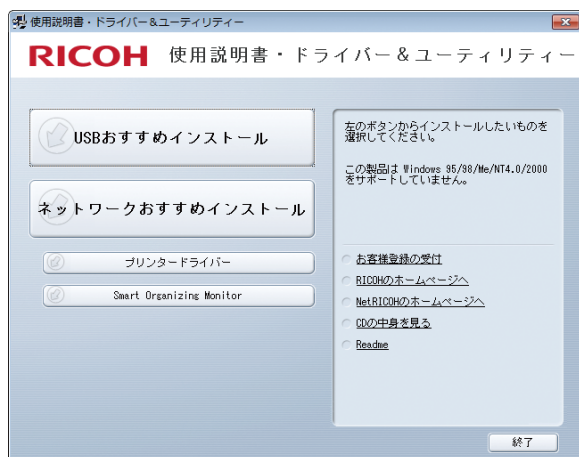 使用説明書・ドライバー&ユーティリティー
RICOH 使用説明書・ドライバー&ユーティリティー
USBおすすめインストール
ネットワークおすすめインストール
プリンタードライバー
Smart Organizing Monitor
左のボタンからインストールしたいものを
選択してください。
この製品は Windows 95/98/Me/NT4.0/2000
をサポートしていません。
お客様登録の受付
RICOHのホームページへ
NetRICOHのホームページへ
CDの中身を見る
Readme
終了